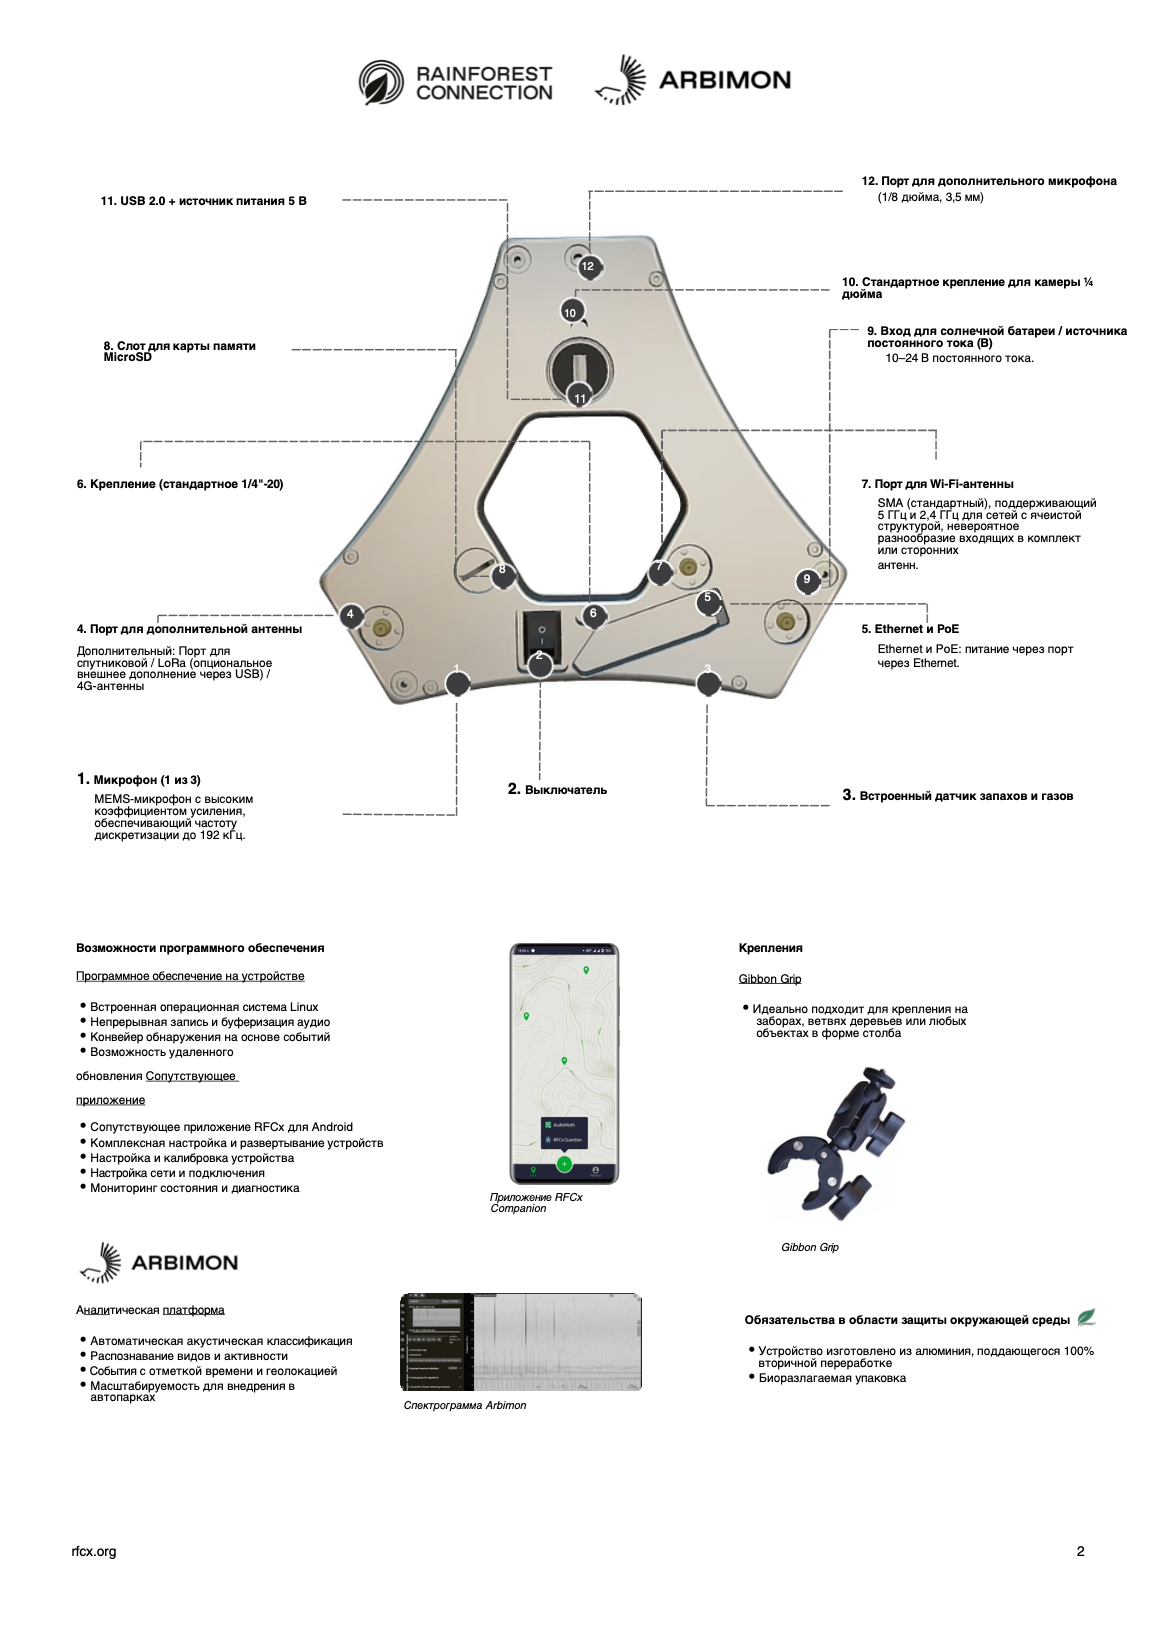 RAINFOREST
CONNECTION
ARBIMON
12. Порт для дополнительного микрофона
(1/8 дюйма, 3,5 мм)
11. USB 2.0 + источник питания 5 В
10. Стандартное крепление для камеры ¼
дюйма
9. Вход для солнечной батареи / источника
постоянного тока (В)
10–24 В постоянного тока.
8. Слот для карты памяти
MicroSD
6. Крепление (стандартное 1/4"-20)
7. Порт для Wi-Fi-антенны
SMA (стандартный), поддерживающий
5 ГГц и 2,4 ГГц для сетей с ячеистой
структурой, невероятное
разнообразие входящих в комплект
или сторонних
антенн.
12
10
11
8
7
9
5
4
6
2
1
3
4. Порт для дополнительной антенны
Дополнительный: Порт для
спутниковой / LoRa (опциональное
внешнее дополнение через USB) /
4G-антенны
5. Ethernet и PoE
Ethernet и PoE: питание через порт
через Ethernet.
1. Микрофон (1 из 3)
MEMS-микрофон с высоким
коэффициентом усиления,
обеспечивающий частоту
дискретизации до 192 кГц.
2. Выключатель
3. Встроенный датчик запахов и газов
Возможности программного обеспечения
Программное обеспечение на устройстве
• Встроенная операционная система Linux
• Непрерывная запись и буферизация аудио
• Конвейер обнаружения на основе событий
• Возможность удаленного
обновления Сопутствующее
приложение
• Сопутствующее приложение RFCx для Android
• Комплексная настройка и развертывание устройств
• Настройка и калибровка устройства
• Настройка сети и подключения
• Мониторинг состояния и диагностика
AudioMoth
RFCx Guardian
Приложение RFCx
Companion
Крепления
Gibbon Grip
• Идеально подходит для крепления на
заборах, ветвях деревьев или любых
объектах в форме столба
Gibbon Grip
ARBIMON
Аналитическая платформа
• Автоматическая акустическая классификация
• Распознавание видов и активности
• События с отметкой времени и геолокацией
• Масштабируемость для внедрения в
автопарках
Спектрограмма Arbimon
Обязательства в области защиты окружающей среды
• Устройство изготовлено из алюминия, поддающегося 100%
вторичной переработке
• Биоразлагаемая упаковка
rfcx.org
2